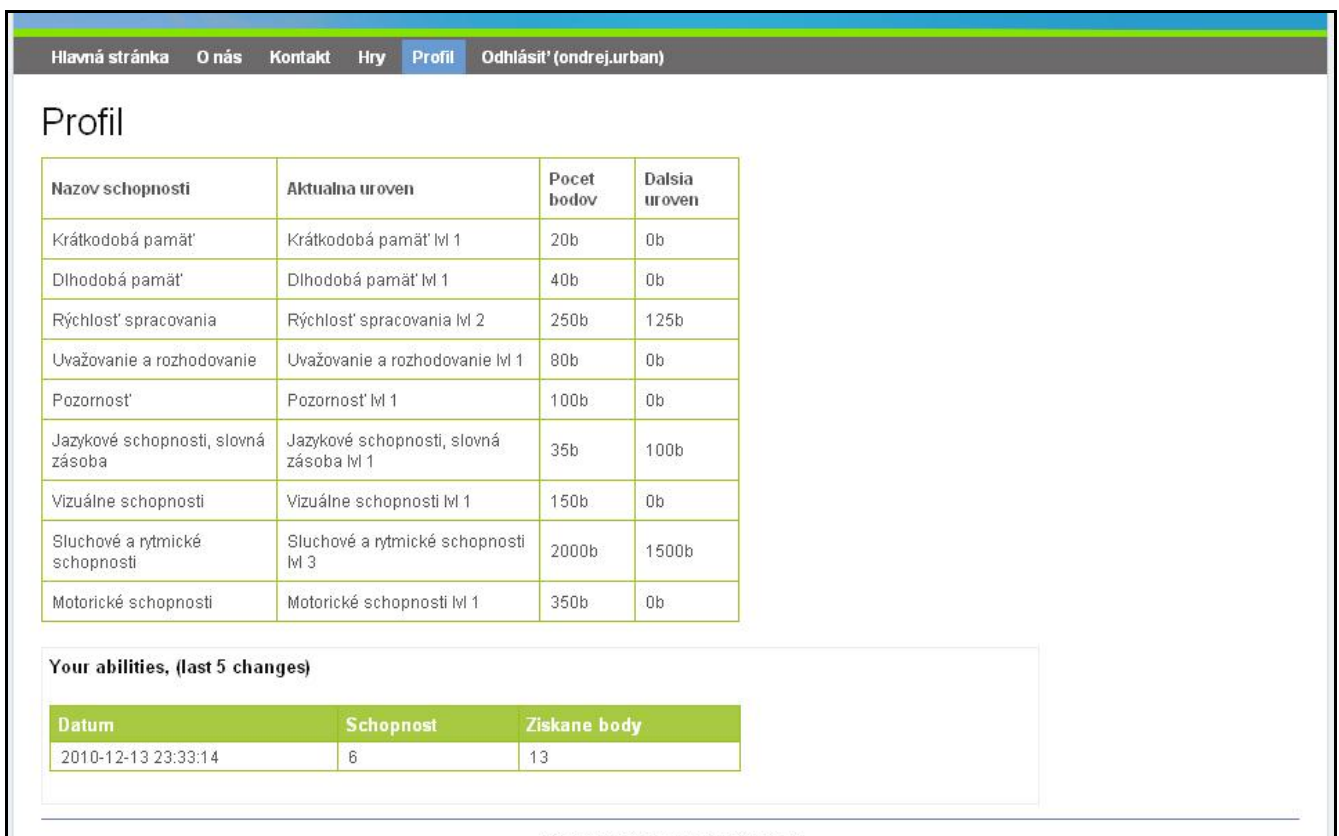 Hlavná stránka O nás Kontakt Hry Profil Odhlásiť (ondrej.urban)
Profil
Nazov schopnosti Aktualna uroven Pocet bodov Dalsia uroven
Krátkodobá pamäť Krátkodobá pamäť lvl 1 20b 0b
Dlhodobá pamäť Dlhodobá pamäť lvl 1 40b 0b
Rýchlosť spracovania Rýchlosť spracovania lvl 2 250b 125b
Uvažovanie a rozhodovanie Uvažovanie a rozhodovanie lvl 1 80b 0b
Pozornosť Pozornosť lvl 1 100b 0b
Jazykové schopnosti, slovná zásoba Jazykové schopnosti, slovná zásoba lvl 1 35b 100b
Vizuálne schopnosti Vizuálne schopnosti lvl 1 150b 0b
Sluchové a rytmické schopnosti Sluchové a rytmické schopnosti lvl 3 2000b 1500b
Motorické schopnosti Motorické schopnosti lvl 1 350b 0b
Your abilities, (last 5 changes)
Datum Schopnost Ziskane body
2010-12-13 23:33:14 6 13